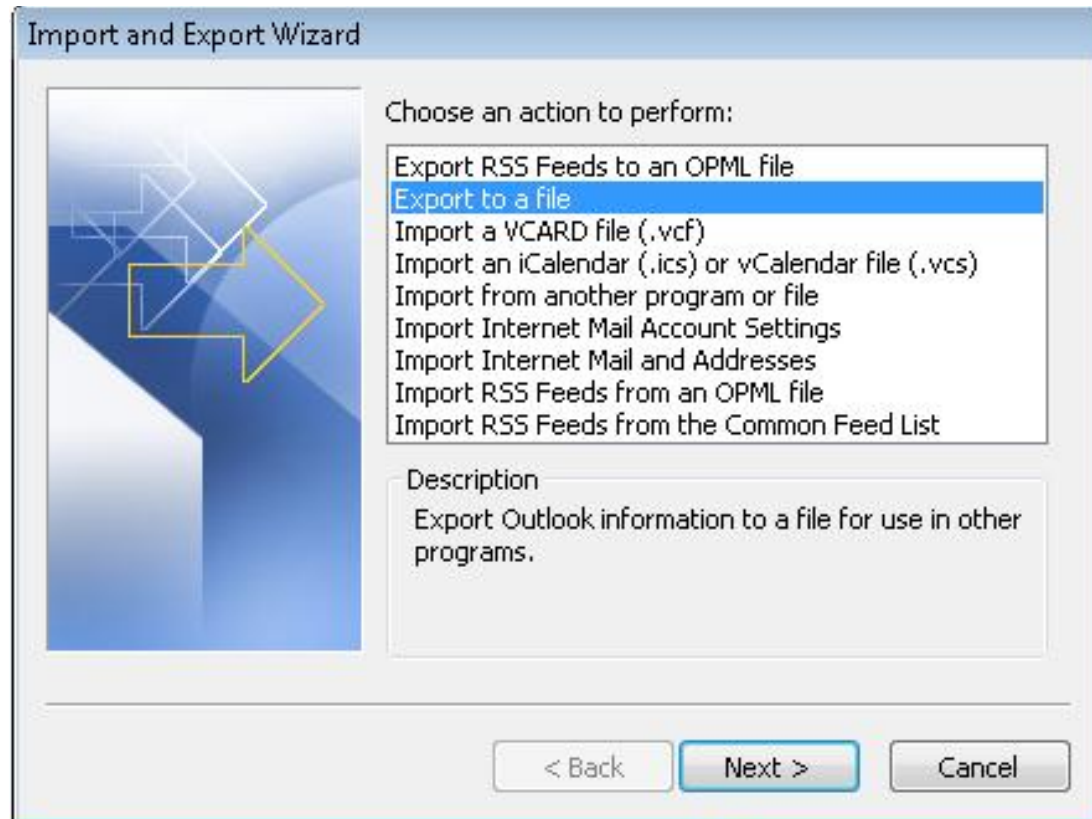 Import and Export Wizard
Choose an action to perform:
Export RSS Feeds to an OPML file
Export to a file
Import a VCARD file (.vcf)
Import an iCalendar (.ics) or vCalendar file (.vcs)
Import from another program or file
Import Internet Mail Account Settings
Import Internet Mail and Addresses
Import RSS Feeds from an OPML file
Import RSS Feeds from the Common Feed List
Description
Export Outlook information to a file for use in other
programs.
< Back
Next >
Cancel